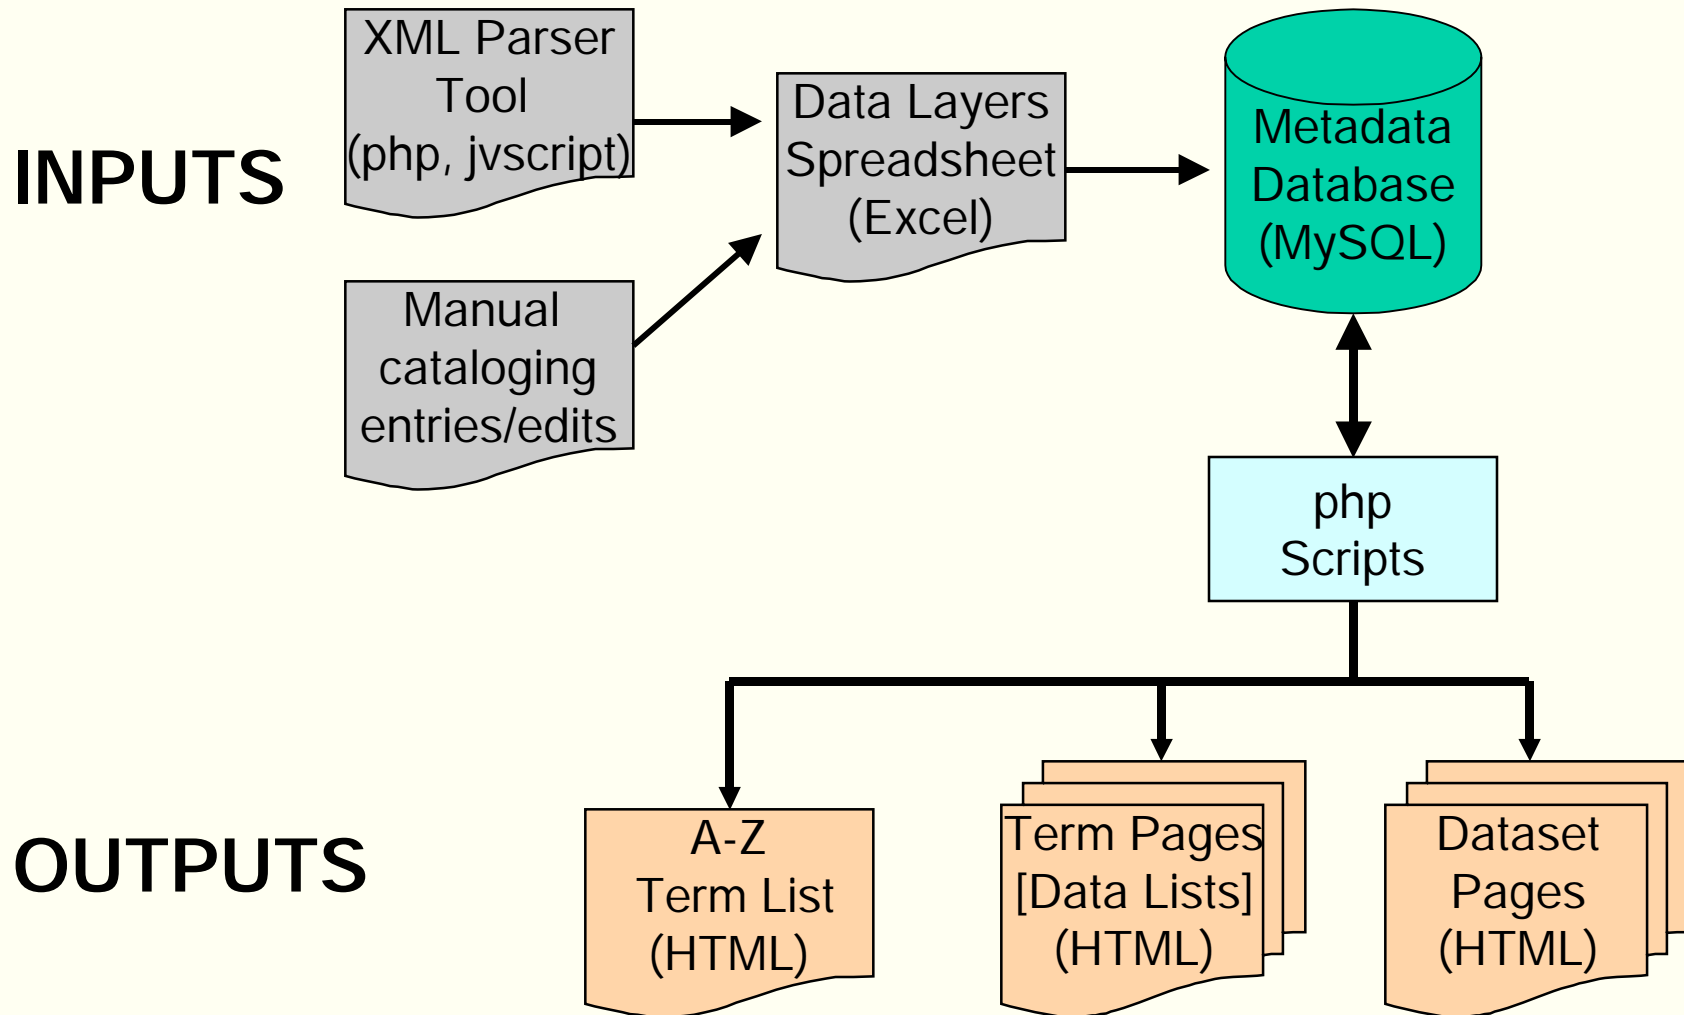 INPUTS
XML Parser
Tool
(php, jvscript)
Manual
cataloging
entries/edits
Data Layers
Spreadsheet
(Excel)
Metadata
Database
(MySQL)
php
Scripts
OUTPUTS
A-Z
Term List
(HTML)
Term Pages
[Data Lists]
(HTML)
Dataset
Pages
(HTML)